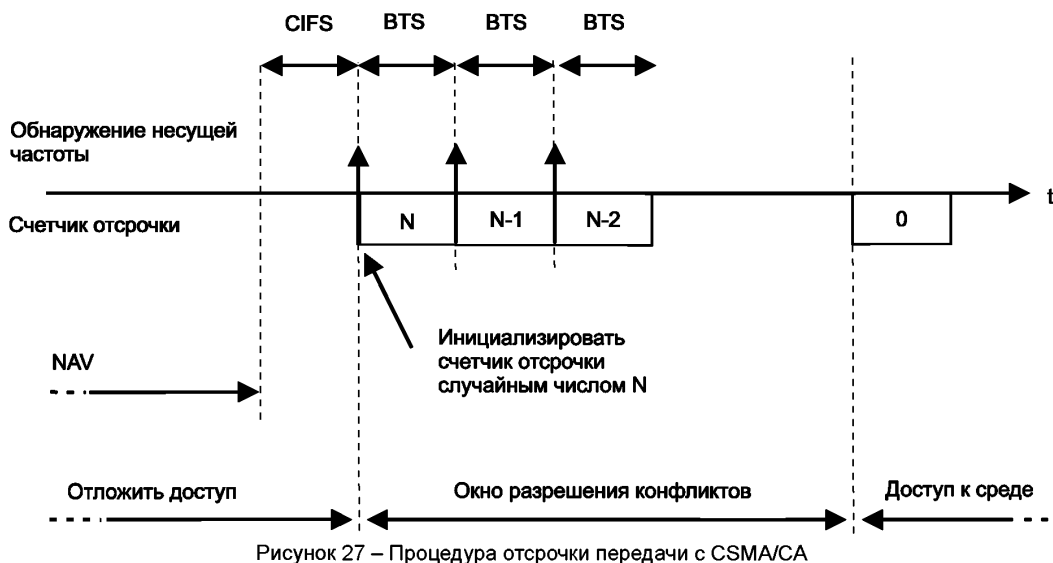 CIFS BTS BTS BTS
Обнаружение несущей
частоты
t
Счетчик отсрочки N N-1 N-2 0
Инициализировать
счетчик отсрочки
случайным числом N
NAV
Отложить доступ Окно разрешения конфликтов Доступ к среде
Рисунок 27 – Процедура отсрочки передачи с CSMA/CA